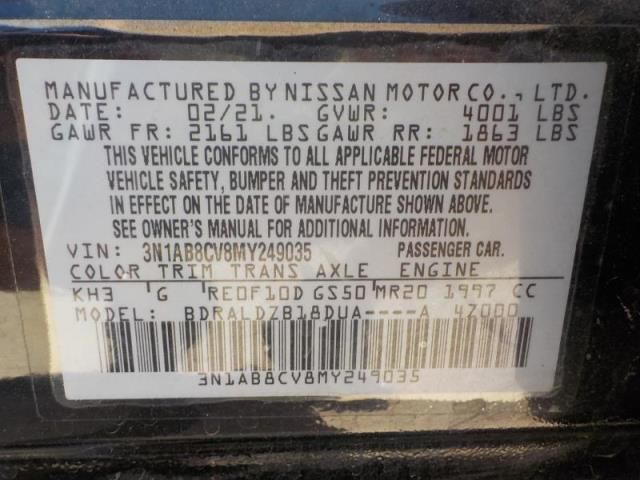 MANUFACTURED BY NISSAN MOTOR CO., LTD.
DATE: 02/21. GVWR: 4001 LBS
GAWR FR: 2161 LBS GAWR RR: 1863 LBS
THIS VEHICLE CONFORMS TO ALL APPLICABLE FEDERAL MOTOR
VEHICLE SAFETY, BUMPER AND THEFT PREVENTION STANDARDS
IN EFFECT ON THE DATE OF MANUFACTURE SHOWN ABOVE.
SEE OWNER'S MANUAL FOR ADDITIONAL INFORMATION.
VIN: 3N1AB8CV8MY249035 PASSENGER CAR.
COLOR TRIM TRANS AXLE ENGINE
KH3 G RE0F10D GS50 MR20 1997 CC
MODEL: BDRALDZB18DUA----A 4Z000
3N1AB8CV8MY249035